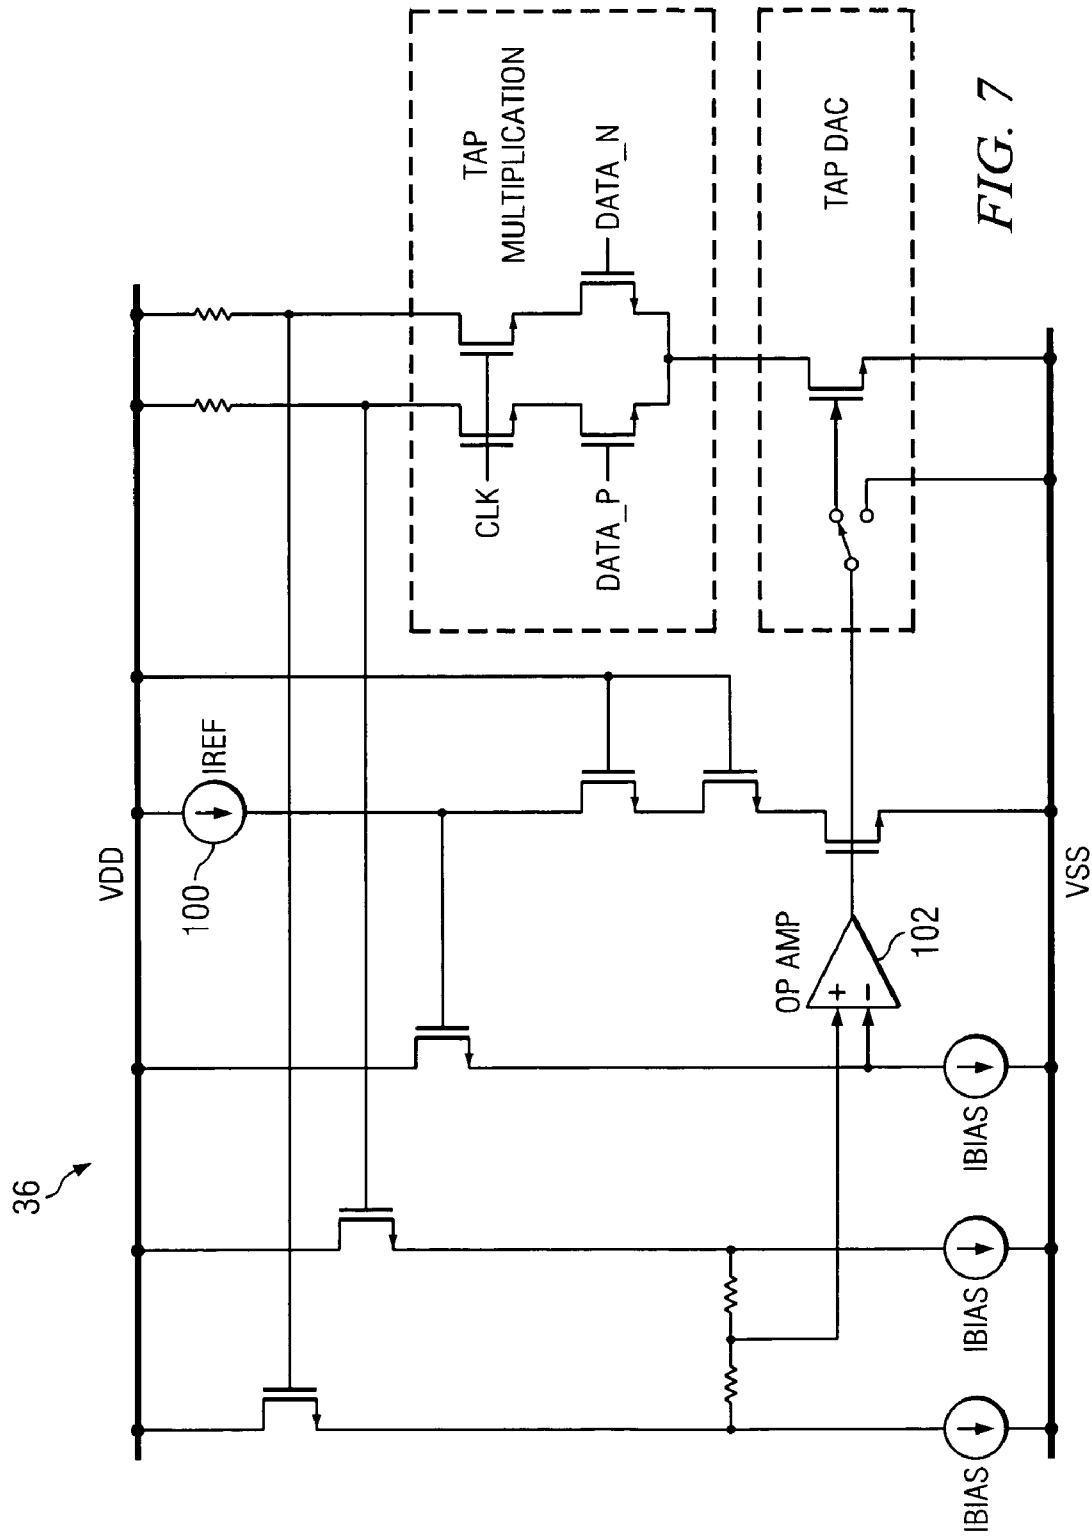 36
VDD
100
IREF
TAP
MULTIPLICATION
CLK
DATA_P
DATA_N
TAP DAC
OP AMP
+
−
102
IBIAS
IBIAS
IBIAS
VSS
FIG. 7